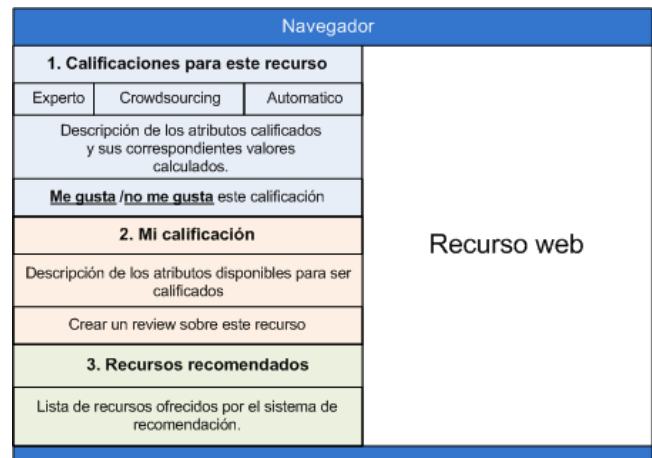 Navegador
1. Calificaciones para este recurso
Experto
Crowdsourcing
Automatico
Descripción de los atributos calificados
y sus correspondientes valores
calculados.
Me gusta /no me gusta este calificación
2. Mi calificación
Descripción de los atributos disponibles para ser
calificados
Crear un review sobre este recurso
3. Recursos recomendados
Lista de recursos ofrecidos por el sistema de
recomendación.
Recurso web